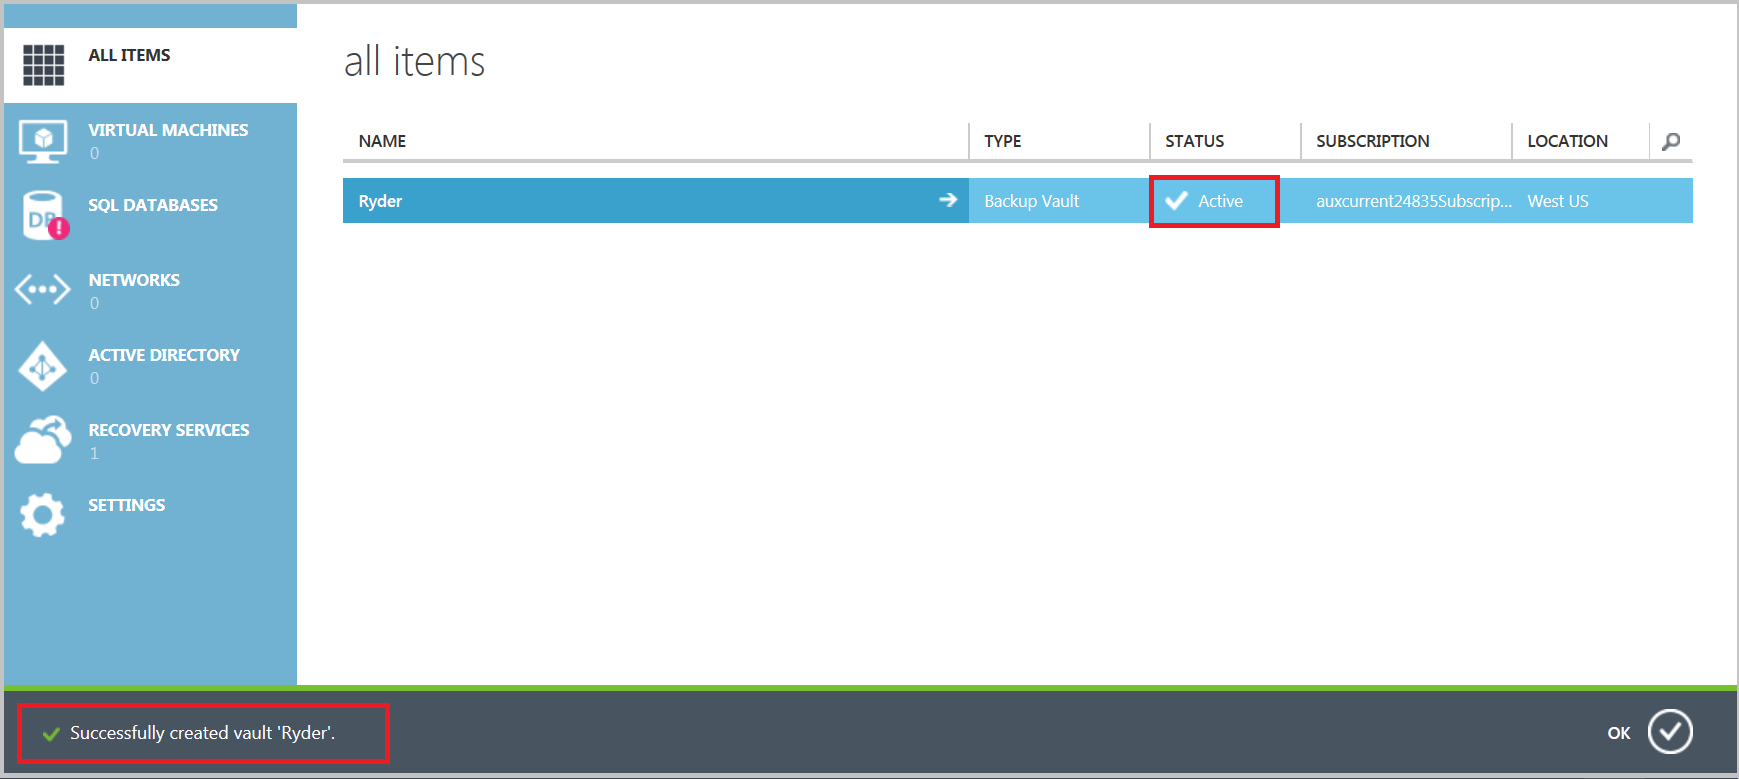 ALL ITEMS
VIRTUAL MACHINES
0
DB
SQL DATABASES
NETWORKS
0
ACTIVE DIRECTORY
0
RECOVERY SERVICES
1
SETTINGS
all items
NAME TYPE STATUS SUBSCRIPTION LOCATION
Ryder Backup Vault Active auxcurrent24835Subscrip... West US
Successfully created vault 'Ryder'.
OK